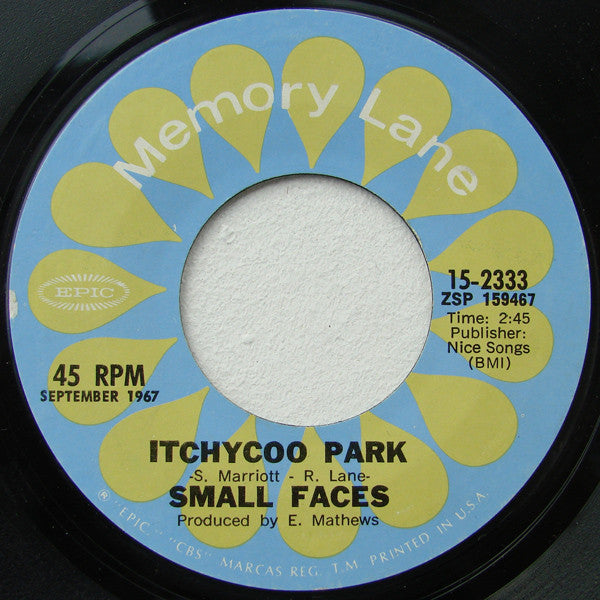 Memory Lane
EPIC
15-2333
ZSP 159467
Time: 2:45
Publisher:
Nice Songs
(BMI)
45 RPM
SEPTEMBER 1967
ITCHYCOO PARK
-S. Marriott - R. Lane-
SMALL FACES
Produced by E. Mathews
® "EPIC," "CBS" MARCAS REG. T.M. PRINTED IN U.S.A.